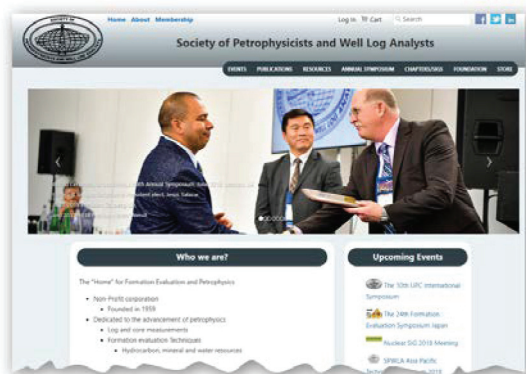 Home About Membership
Log In Cart Search
SOCIETY OF
Society of Petrophysicists and Well Log Analysts
EVENTS PUBLICATIONS RESOURCES ANNUAL SYMPOSIUM CHAPTERS/SIGS FOUNDATION STORE
Who we are?
The "Home" for Formation Evaluation and Petrophysics
Non-Profit corporation
Founded in 1959
Dedicated to the advancement of petrophysics
Log and core measurements
Formation evaluation Techniques
Hydrocarbon, mineral and water resources
Upcoming Events
The 10th URC International
Symposium
The 24th Formation
Evaluation Symposium Japan
Nuclear SIG 2018 Meeting
SPWLA Asia Pacific